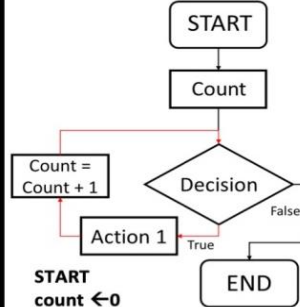 START
Count
Count =
Count + 1
Decision
False
Action 1
True
END
START
count ←0